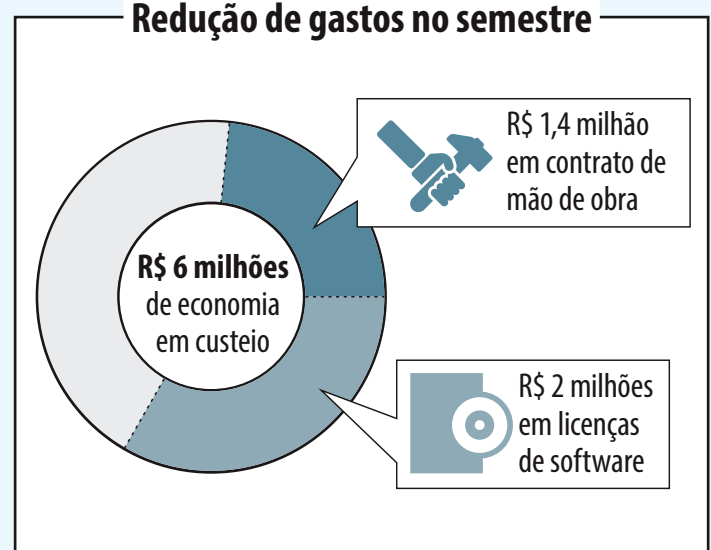 Redução de gastos no semestre
R$ 1,4 milhão
em contrato de
mão de obra
R$ 6 milhões
de economia
em custeio
R$ 2 milhões
em licenças
de software